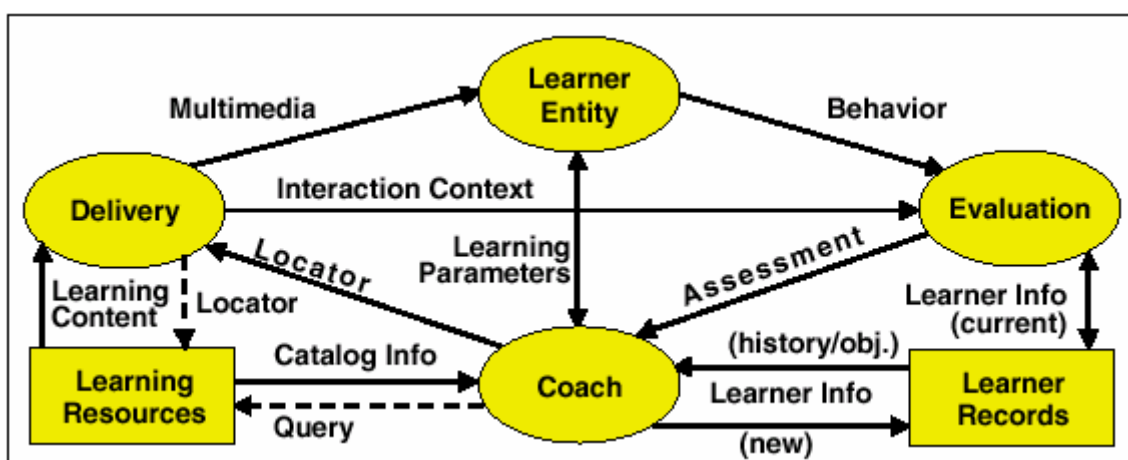 Learner
Entity
Multimedia
Behavior
Delivery
Interaction Context
Evaluation
Locator
Learning
Parameters
Assessment
Learning
Content
Locator
Learner Info
(current)
Learning
Resources
Catalog Info
Query
Coach
(history/obj.)
Learner Info
(new)
Learner
Records